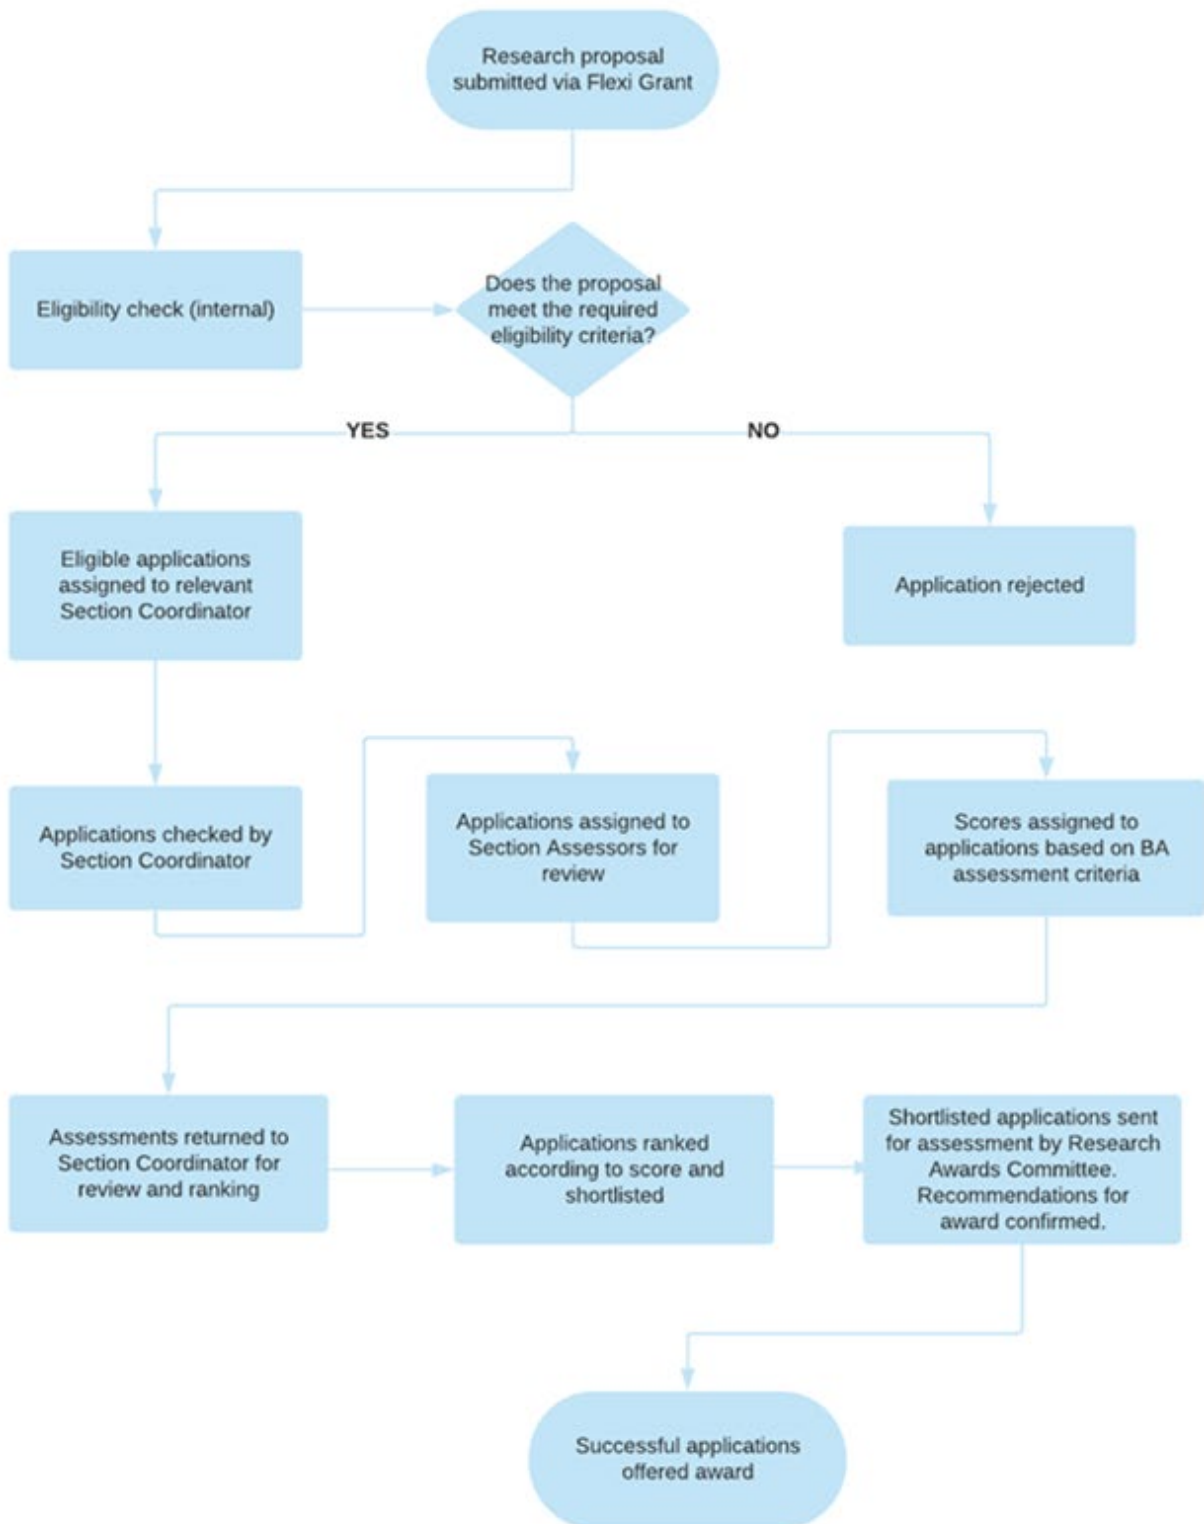 Research proposal
submitted via Flexi Grant
Eligibility check (internal)
Does the proposal
meet the required
eligibility criteria?
YES
NO
Eligible applications
assigned to relevant
Section Coordinator
Application rejected
Applications checked by
Section Coordinator
Applications assigned to
Section Assessors for
review
Scores assigned to
applications based on BA
assessment criteria
Assessments returned to
Section Coordinator for
review and ranking
Applications ranked
according to score and
shortlisted
Shortlisted applications sent
for assessment by Research
Awards Committee.
Recommendations for
award confirmed.
Successful applications
offered award